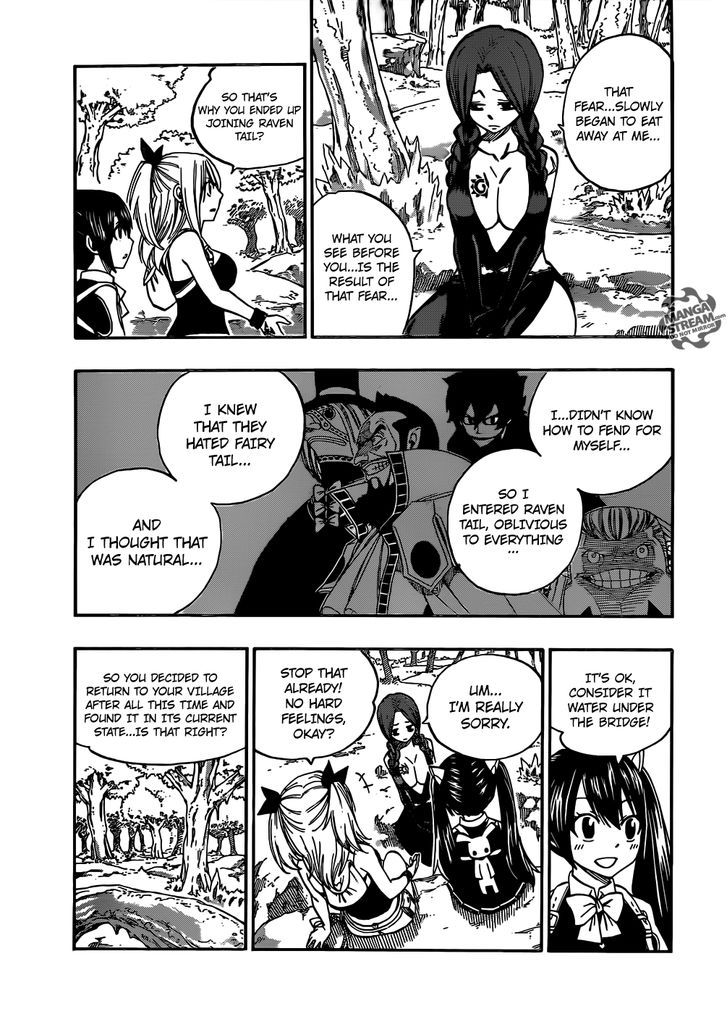 THAT
FEAR...SLOWLY
BEGAN TO EAT
AWAY AT ME...
WHAT YOU
SEE BEFORE
YOU...IS THE
RESULT OF
THAT FEAR...
SO THAT'S
WHY YOU ENDED UP
JOINING RAVEN
TAIL?
MANGA
STREAM.com
DO NOT MIRROR
I...DIDN'T KNOW
HOW TO FEND FOR
MYSELF...
SO I
ENTERED RAVEN
TAIL, OBLIVIOUS
TO EVERYTHING
...
I KNEW
THAT THEY
HATED FAIRY
TAIL...
AND
I THOUGHT THAT
WAS NATURAL...
IT'S OK,
CONSIDER IT
WATER UNDER
THE BRIDGE!
UM...
I'M REALLY
SORRY.
STOP THAT
ALREADY!
NO HARD
FEELINGS,
OKAY?
SO YOU DECIDED TO
RETURN TO YOUR VILLAGE
AFTER ALL THIS TIME AND
FOUND IT IN ITS CURRENT
STATE...IS THAT RIGHT?